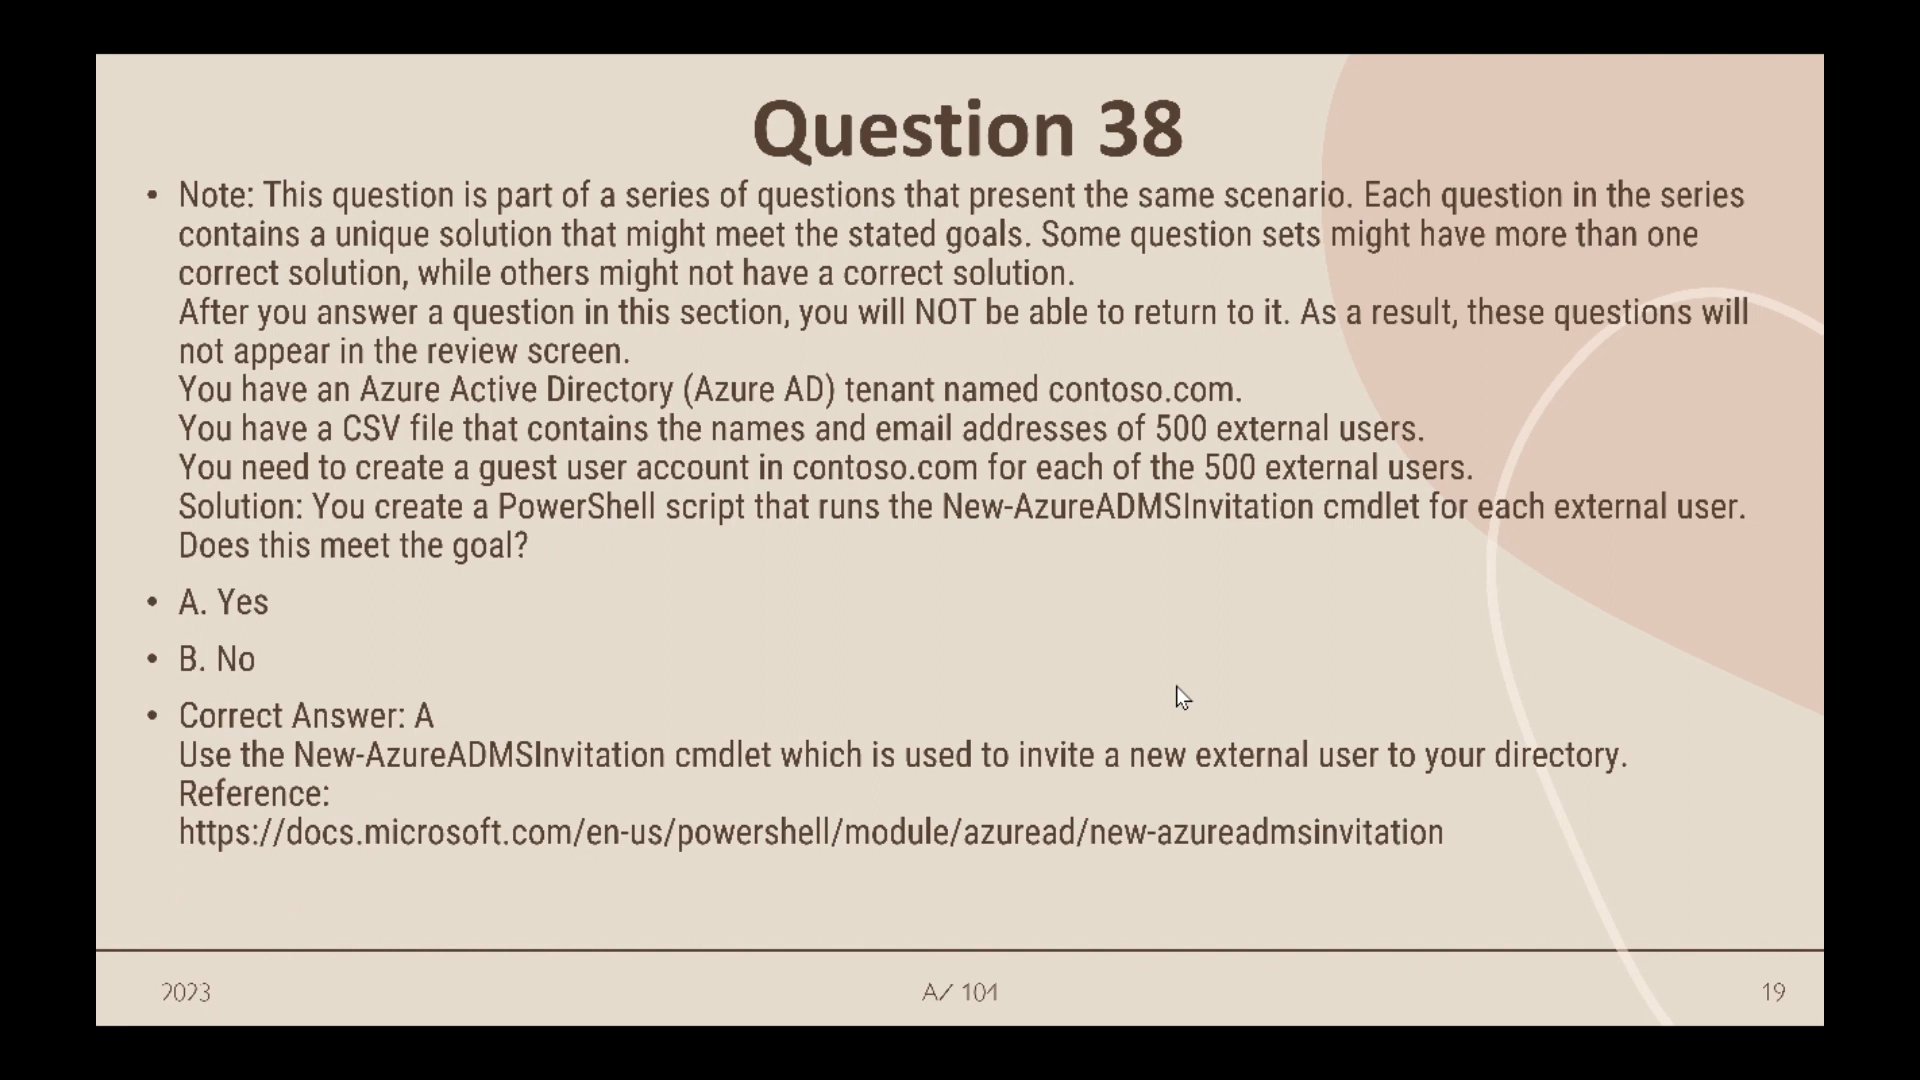 Question 38
• Note: This question is part of a series of questions that present the same scenario. Each question in the series
contains a unique solution that might meet the stated goals. Some question sets might have more than one
correct solution, while others might not have a correct solution.
After you answer a question in this section, you will NOT be able to return to it. As a result, these questions will
not appear in the review screen.
You have an Azure Active Directory (Azure AD) tenant named contoso.com.
You have a CSV file that contains the names and email addresses of 500 external users.
You need to create a guest user account in contoso.com for each of the 500 external users.
Solution: You create a PowerShell script that runs the New-AzureADMSInvitation cmdlet for each external user.
Does this meet the goal?
• A. Yes
• B. No
• Correct Answer: A
Use the New-AzureADMSInvitation cmdlet which is used to invite a new external user to your directory.
Reference:
https://docs.microsoft.com/en-us/powershell/module/azuread/new-azureadmsinvitation
2023
AZ 104
19